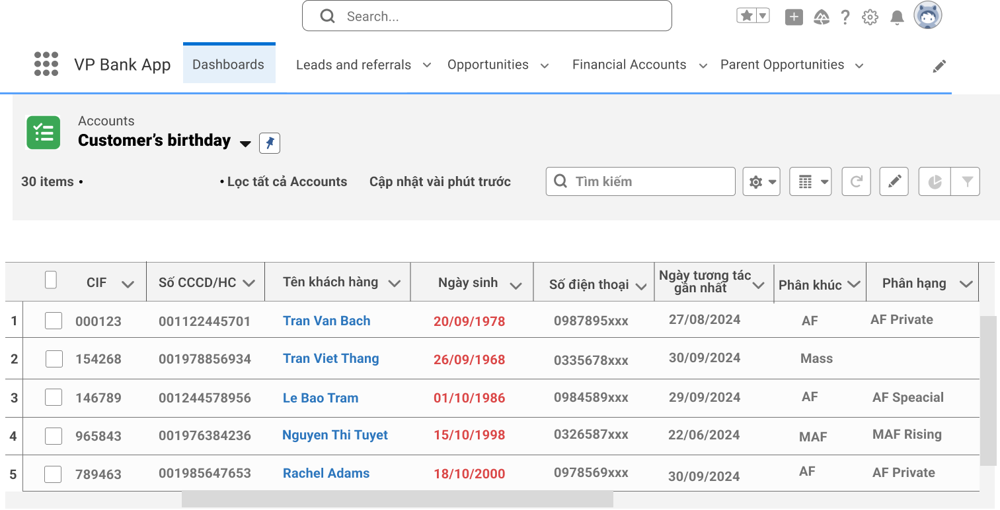 Search...
VP Bank App Dashboards Leads and referrals Opportunities Financial Accounts Parent Opportunities
Accounts
Customer’s birthday
30 items • • Lọc tất cả Accounts Cập nhật vài phút trước Tìm kiếm
CIF Số CCCD/HC Tên khách hàng Ngày sinh Số điện thoại Ngày tương tác gần nhất Phân khúc Phân hạng
1 000123 001122445701 Tran Van Bach 20/09/1978 0987895xxx 27/08/2024 AF AF Private
2 154268 001978856934 Tran Viet Thang 26/09/1968 0335678xxx 30/09/2024 Mass
3 146789 001244578956 Le Bao Tram 01/10/1986 0984589xxx 29/09/2024 AF AF Speacial
4 965843 001976384236 Nguyen Thi Tuyet 15/10/1998 0326587xxx 22/06/2024 MAF MAF Rising
5 789463 001985647653 Rachel Adams 18/10/2000 0978569xxx 30/09/2024 AF AF Private